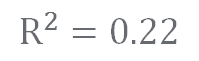 R² = 0.22